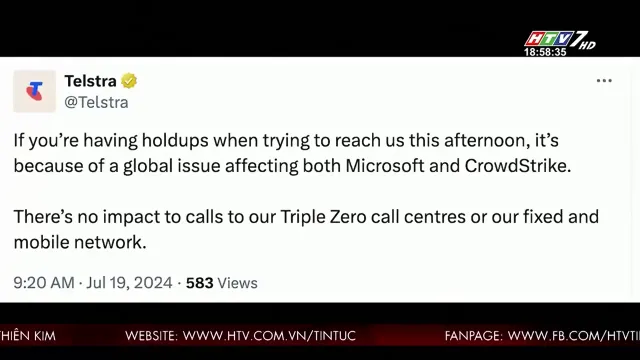 HTV7 HD
18:58:35
Telstra
@Telstra
If you're having holdups when trying to reach us this afternoon, it's
because of a global issue affecting both Microsoft and CrowdStrike.
There's no impact to calls to our Triple Zero call centres or our fixed and
mobile network.
9:20 AM · Jul 19, 2024 · 583 Views
THIÊN KIM WEBSITE: WWW.HTV.COM.VN/TINTUC FANPAGE: WWW.FB.COM/HTVTIN